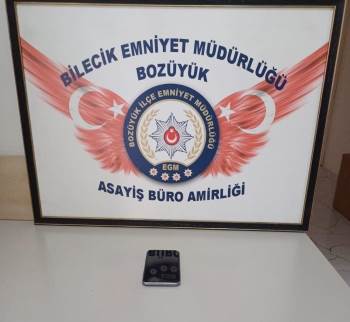 BİLECİK EMNİYET MÜDÜRLÜĞÜ
BOZÜYÜK
BOZÜYÜK İLÇE EMNİYET MÜDÜRLÜĞÜ
EGM
ASAYİŞ BÜRO AMİRLİĞİ